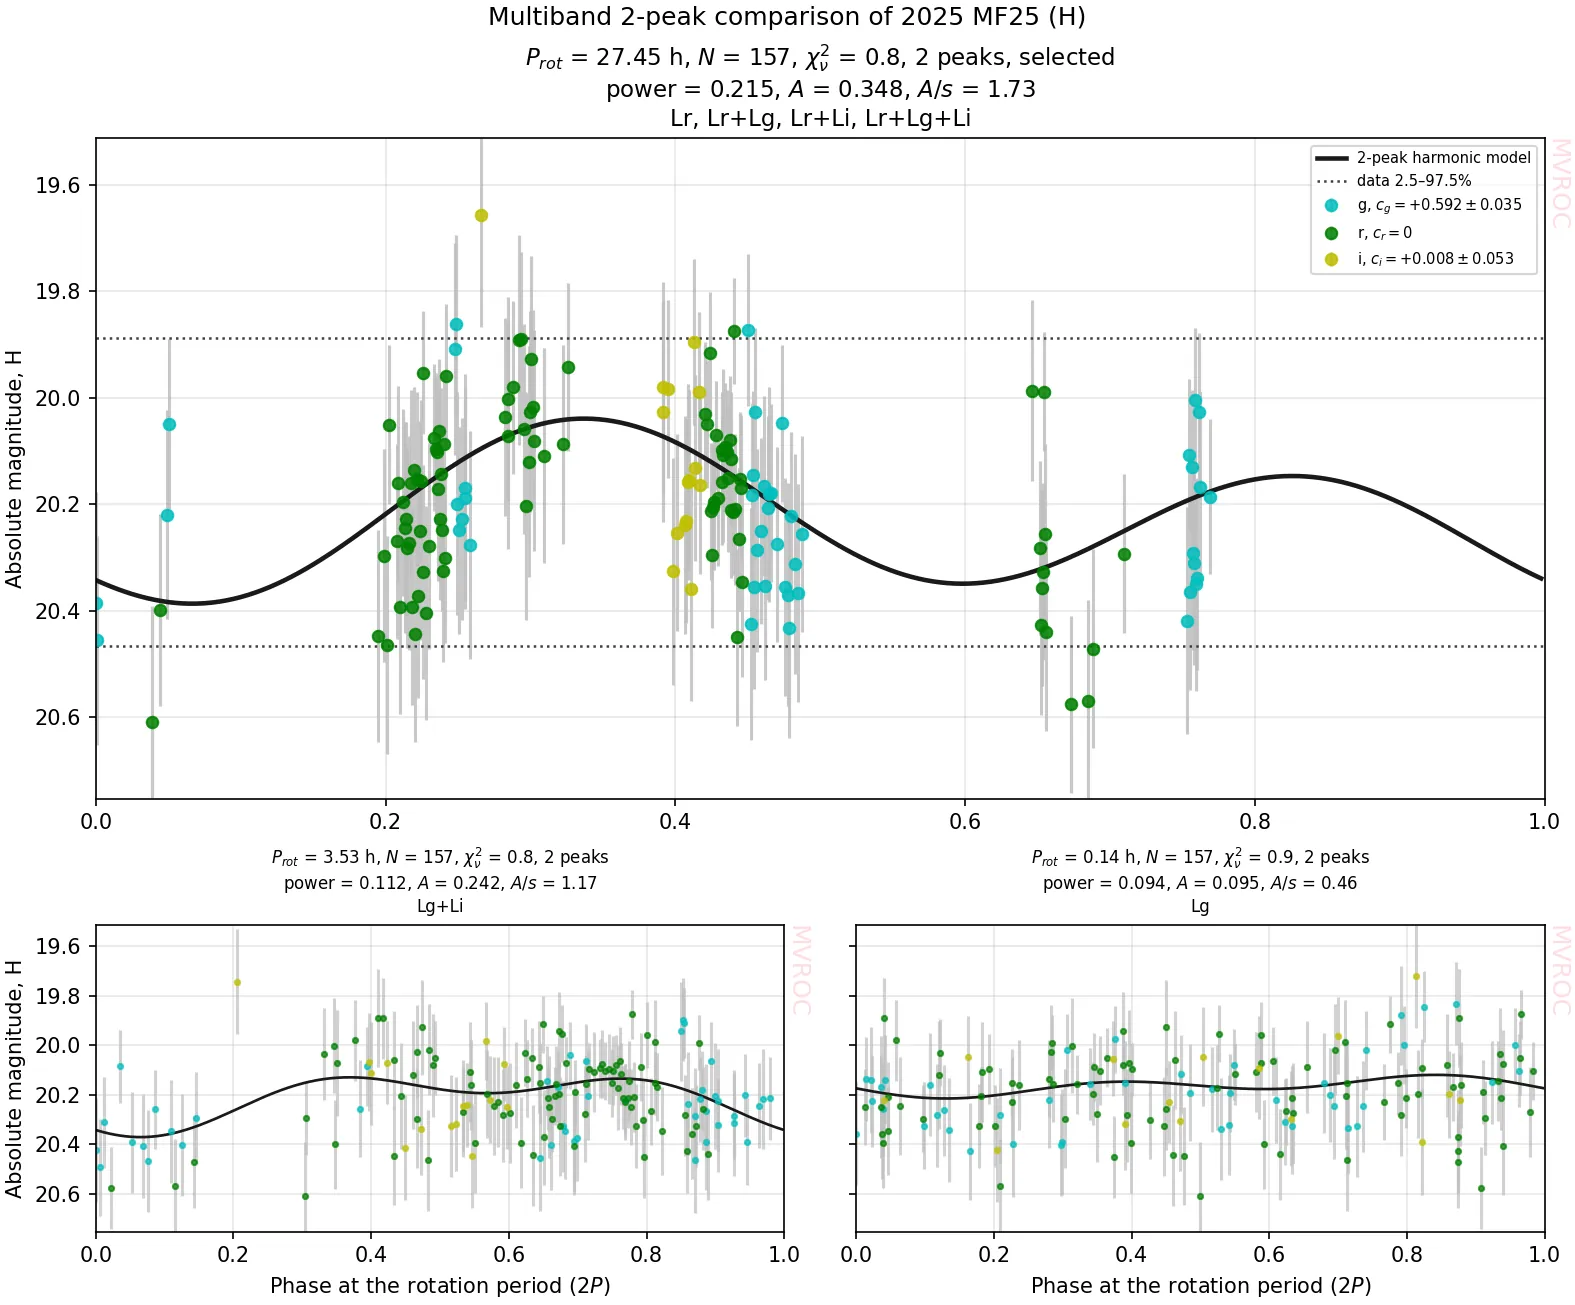 Multiband 2-peak comparison of 2025 MF25 (H)
P_rot = 27.45 h, N = 157, χ²_ν = 0.8, 2 peaks, selected
power = 0.215, A = 0.348, A/s = 1.73
Lr, Lr+Lg, Lr+Li, Lr+Lg+Li
2-peak harmonic model
data 2.5–97.5%
g, c_g = +0.592 ± 0.035
r, c_r = 0
i, c_i = +0.008 ± 0.053
MVROC
Absolute magnitude, H
19.6
19.8
20.0
20.2
20.4
20.6
0.0 0.2 0.4 0.6 0.8 1.0
P_rot = 3.53 h, N = 157, χ²_ν = 0.8, 2 peaks
power = 0.112, A = 0.242, A/s = 1.17
Lg+Li
MVROC
Absolute magnitude, H
19.6
19.8
20.0
20.2
20.4
20.6
0.0 0.2 0.4 0.6 0.8 1.0
Phase at the rotation period (2P)
P_rot = 0.14 h, N = 157, χ²_ν = 0.9, 2 peaks
power = 0.094, A = 0.095, A/s = 0.46
Lg
MVROC
0.0 0.2 0.4 0.6 0.8 1.0
Phase at the rotation period (2P)